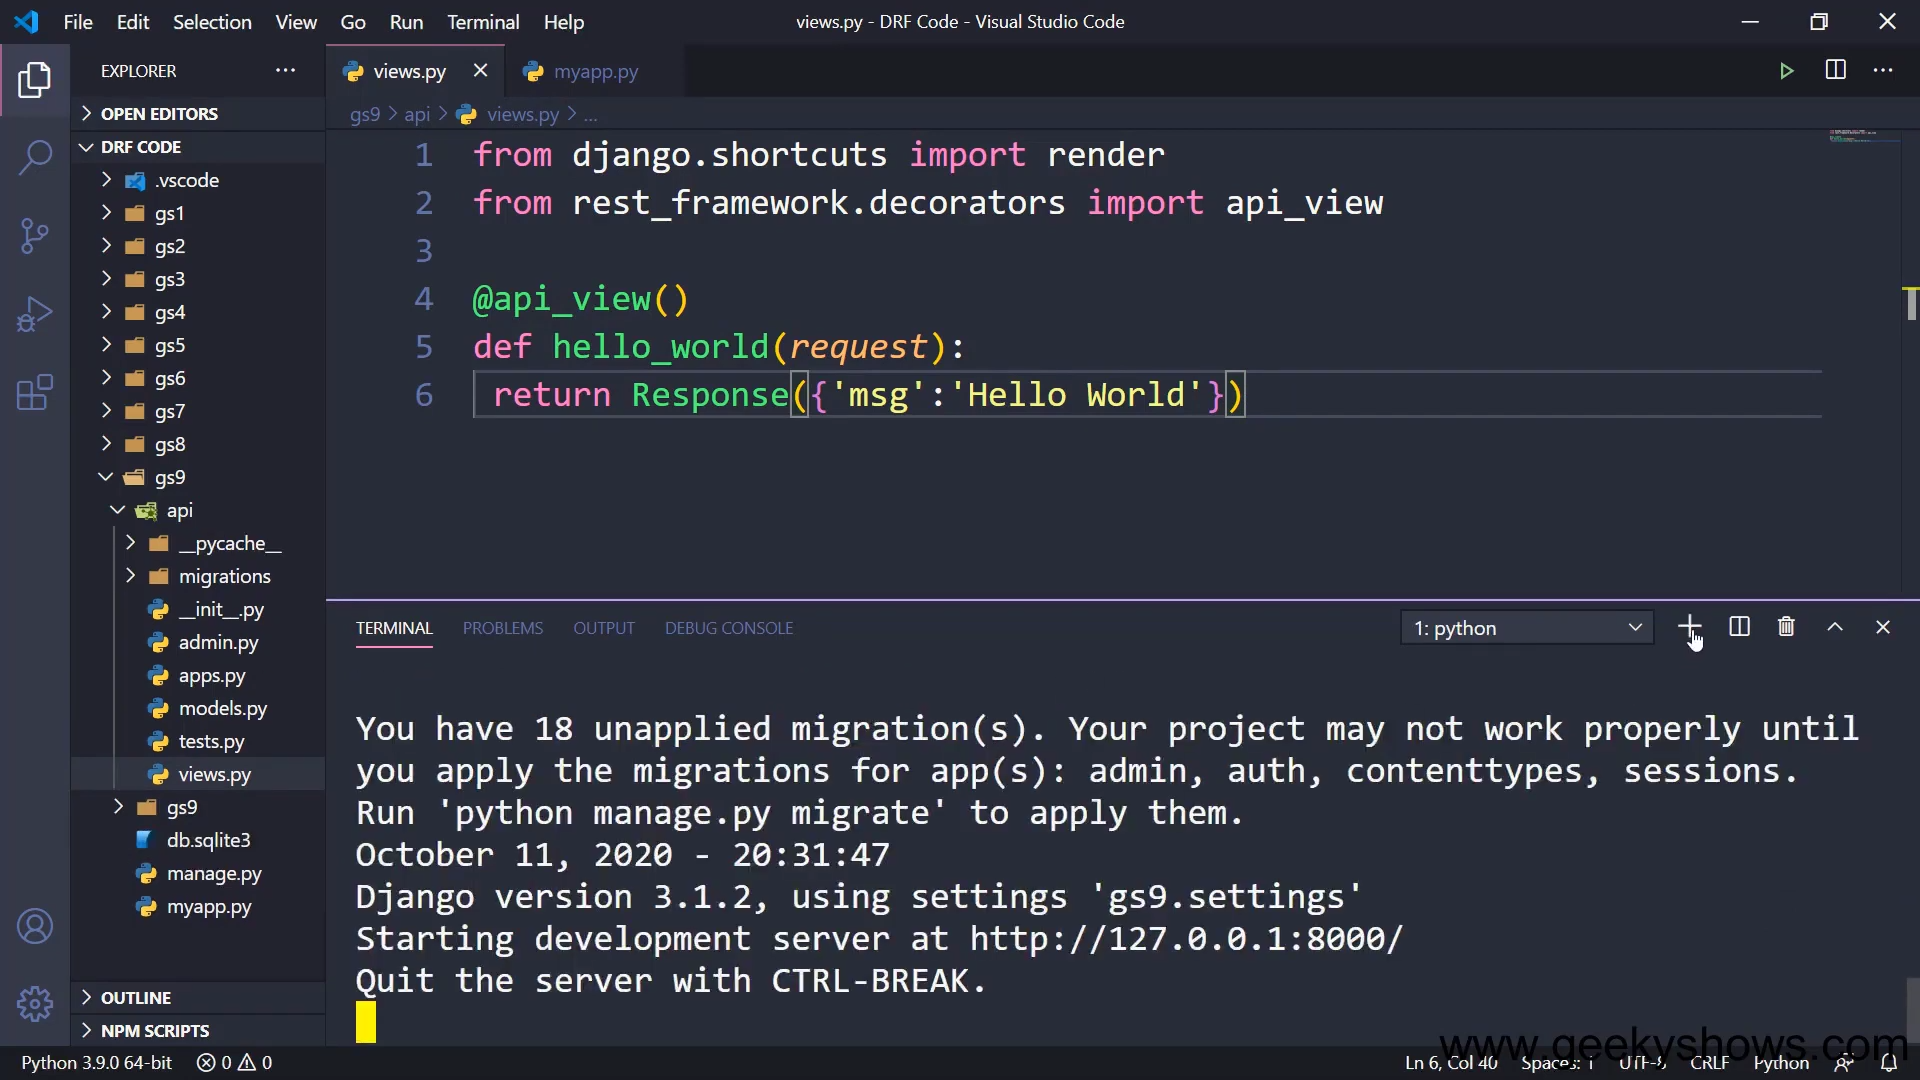 File Edit Selection View Go Run Terminal Help
views.py - DRF Code - Visual Studio Code
EXPLORER
views.py
myapp.py
OPEN EDITORS
gs9 > api > views.py > ...
DRF CODE
.vscode
gs1
gs2
gs3
gs4
gs5
gs6
gs7
gs8
gs9
api
__pycache__
migrations
__init__.py
admin.py
apps.py
models.py
tests.py
views.py
gs9
db.sqlite3
manage.py
myapp.py
OUTLINE
NPM SCRIPTS
1 from django.shortcuts import render
2 from rest_framework.decorators import api_view
3
4 @api_view()
5 def hello_world(request):
6 return Response({'msg':'Hello World'})
TERMINAL PROBLEMS OUTPUT DEBUG CONSOLE
1: python
You have 18 unapplied migration(s). Your project may not work properly until
you apply the migrations for app(s): admin, auth, contenttypes, sessions.
Run 'python manage.py migrate' to apply them.
October 11, 2020 - 20:31:47
Django version 3.1.2, using settings 'gs9.settings'
Starting development server at http://127.0.0.1:8000/
Quit the server with CTRL-BREAK.
www.geekyshows.com
Python 3.9.0 64-bit 0 0
Ln 6, Col 40 Spaces: 1 UTF-8 CRLF Python